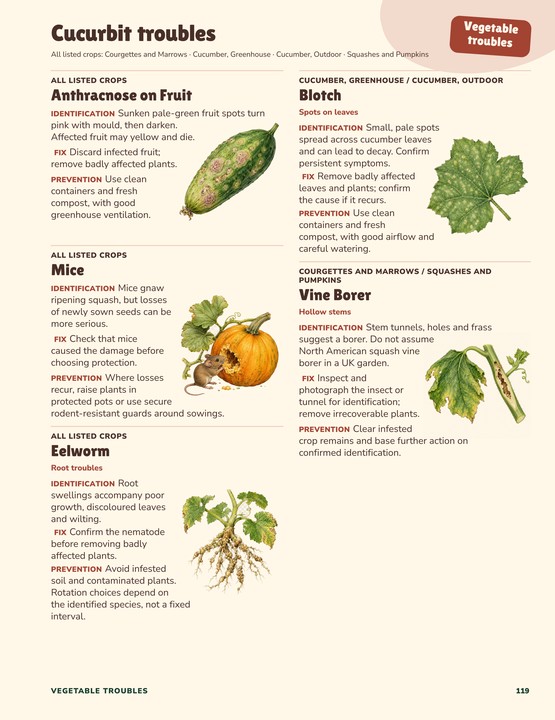 Cucurbit troubles
Vegetable
troubles
All listed crops: Courgettes and Marrows · Cucumber, Greenhouse · Cucumber, Outdoor · Squashes and Pumpkins
ALL LISTED CROPS
Anthracnose on Fruit
IDENTIFICATION Sunken pale-green fruit spots turn
pink with mould, then darken.
Affected fruit may yellow and die.
FIX Discard infected fruit;
remove badly affected plants.
PREVENTION Use clean
containers and fresh
compost, with good
greenhouse ventilation.
ALL LISTED CROPS
Mice
IDENTIFICATION Mice gnaw
ripening squash, but losses
of newly sown seeds can be
more serious.
FIX Check that mice
caused the damage before
choosing protection.
PREVENTION Where losses
recur, raise plants in
protected pots or use secure
rodent-resistant guards around sowings.
ALL LISTED CROPS
Eelworm
Root troubles
IDENTIFICATION Root
swellings accompany poor
growth, discoloured leaves
and wilting.
FIX Confirm the nematode
before removing badly
affected plants.
PREVENTION Avoid infested
soil and contaminated plants.
Rotation choices depend on
the identified species, not a fixed
interval.
CUCUMBER, GREENHOUSE / CUCUMBER, OUTDOOR
Blotch
Spots on leaves
IDENTIFICATION Small, pale spots
spread across cucumber leaves
and can lead to decay. Confirm
persistent symptoms.
FIX Remove badly affected
leaves and plants; confirm
the cause if it recurs.
PREVENTION Use clean
containers and fresh
compost, with good airflow and
careful watering.
COURGETTES AND MARROWS / SQUASHES AND
PUMPKINS
Vine Borer
Hollow stems
IDENTIFICATION Stem tunnels, holes and frass
suggest a borer. Do not assume
North American squash vine
borer in a UK garden.
FIX Inspect and
photograph the insect or
tunnel for identification;
remove irrecoverable plants.
PREVENTION Clear infested
crop remains and base further action on
confirmed identification.
VEGETABLE TROUBLES
119